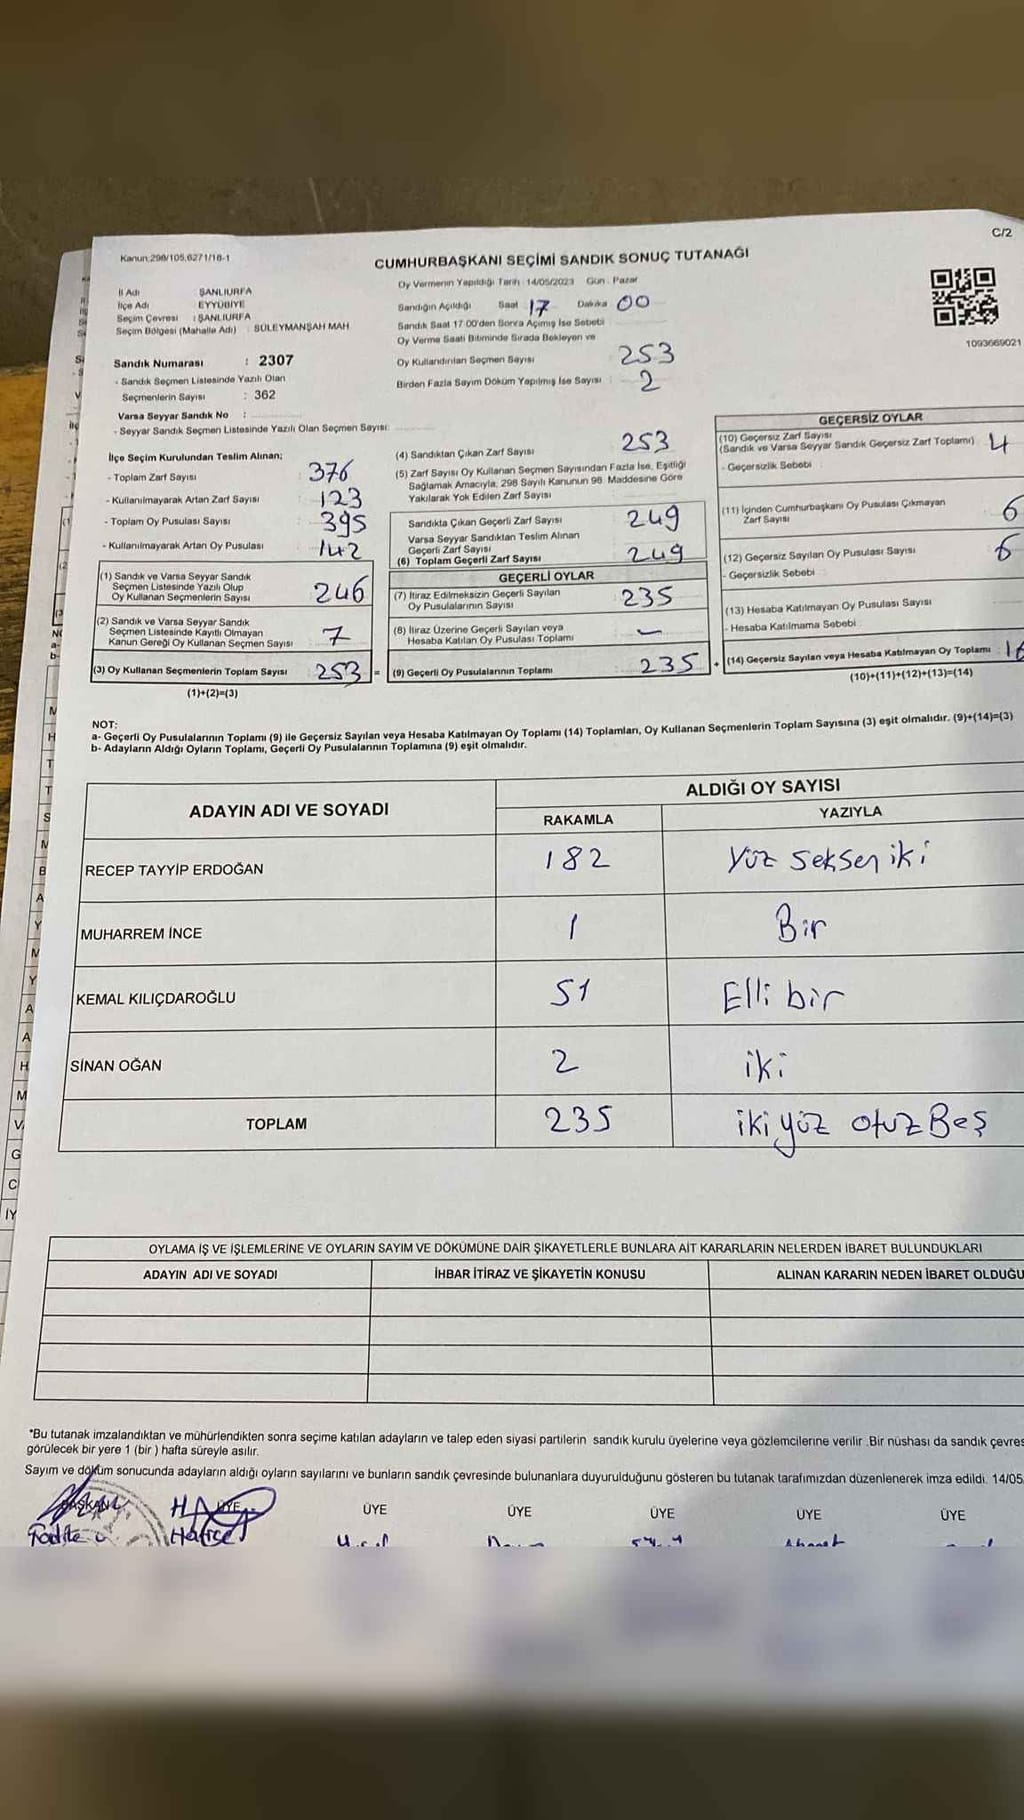 C/2
Kanun:298/105,6271/18-1
CUMHURBAŞKANI SEÇİMİ SANDIK SONUÇ TUTANAĞI
İl Adı : ŞANLIURFA
İlçe Adı EYYÜBİYE
Seçim Çevresi : ŞANLIURFA
Seçim Bölgesi (Mahalle Adı) : SÜLEYMANŞAH MAH
Sandık Numarası : 2307
- Sandık Seçmen Listesinde Yazılı Olan
Seçmenlerin Sayısı : 362
Varsa Seyyar Sandık No :
- Seyyar Sandık Seçmen Listesinde Yazılı Olan Seçmen Sayısı:
Oy Vermenin Yapıldığı Tarih : 14/05/2023 Gün : Pazar
Sandığın Açıldığı Saat 17 Dakika 00
Sandık Saat 17 00'den Sonra Açımış İse Sebebi
Oy Verme Saati Bitiminde Sırada Bekleyen ve
Oy Kullandırılan Seçmen Sayısı 253
Birden Fazla Sayım Döküm Yapılmış İse Sayısı : 2
1093669021
İlçe Seçim Kurulundan Teslim Alınan;
- Toplam Zarf Sayısı : 376
- Kullanılmayarak Artan Zarf Sayısı : 123
- Toplam Oy Pusulası Sayısı : 395
- Kullanılmayarak Artan Oy Pusulası : 142
(1) Sandık ve Varsa Seyyar Sandık
Seçmen Listesinde Yazılı Olup
Oy Kullanan Seçmenlerin Sayısı : 246
(2) Sandık ve Varsa Seyyar Sandık
Seçmen Listesinde Kayıtlı Olmayan
Kanun Gereği Oy Kullanan Seçmen Sayısı : 7
(3) Oy Kullanan Seçmenlerin Toplam Sayısı : 253 =
(1)+(2)=(3)
(4) Sandıktan Çıkan Zarf Sayısı 253
(5) Zarf Sayısı Oy Kullanan Seçmen Sayısından Fazla İse, Eşitliği
Sağlamak Amacıyla, 298 Sayılı Kanunun 98. Maddesine Göre
Yakılarak Yok Edilen Zarf Sayısı
Sandıkta Çıkan Geçerli Zarf Sayısı 249
Varsa Seyyar Sandıktan Teslim Alınan
Geçerli Zarf Sayısı
(6) Toplam Geçerli Zarf Sayısı 249
GEÇERLİ OYLAR
(7) İtiraz Edilmeksizin Geçerli Sayılan
Oy Pusulalarının Sayısı : 235
(8) İtiraz Üzerine Geçerli Sayılan veya
Hesaba Katılan Oy Pusulası Toplamı : -
(9) Geçerli Oy Pusulalarının Toplamı : 235 +
GEÇERSİZ OYLAR
(10) Geçersiz Zarf Sayısı
(Sandık ve Varsa Seyyar Sandık Geçersiz Zarf Toplamı) : 4
- Geçersizlik Sebebi :
(11) İçinden Cumhurbaşkanı Oy Pusulası Çıkmayan
Zarf Sayısı 6
(12) Geçersiz Sayılan Oy Pusulası Sayısı 6
- Geçersizlik Sebebi :
(13) Hesaba Katılmayan Oy Pusulası Sayısı
- Hesaba Katılmama Sebebi :
(14) Geçersiz Sayılan veya Hesaba Katılmayan Oy Toplamı :
(10)+(11)+(12)+(13)=(14)
NOT:
a- Geçerli Oy Pusulalarının Toplamı (9) ile Geçersiz Sayılan veya Hesaba Katılmayan Oy Toplamı (14) Toplamları, Oy Kullanan Seçmenlerin Toplam Sayısına (3) eşit olmalıdır. (9)+(14)=(3)
b- Adayların Aldığı Oyların Toplamı, Geçerli Oy Pusulalarının Toplamına (9) eşit olmalıdır.
ADAYIN ADI VE SOYADI
ALDIĞI OY SAYISI
RAKAMLA YAZIYLA
RECEP TAYYİP ERDOĞAN 182 Yüz seksen iki
MUHARREM İNCE 1 Bir
KEMAL KILIÇDAROĞLU 51 Elli bir
SİNAN OĞAN 2 iki
TOPLAM 235 iki yüz otuz Beş
OYLAMA İŞ VE İŞLEMLERİNE VE OYLARIN SAYIM VE DÖKÜMÜNE DAİR ŞİKAYETLERLE BUNLARA AİT KARARLARIN NELERDEN İBARET BULUNDUKLARI
ADAYIN ADI VE SOYADI İHBAR İTİRAZ VE ŞİKAYETİN KONUSU ALINAN KARARIN NEDEN İBARET OLDUĞU
*Bu tutanak imzalandıktan ve mühürlendikten sonra seçime katılan adayların ve talep eden siyasi partilerin sandık kurulu üyelerine veya gözlemcilerine verilir .Bir nüshası da sandık çevres
görülecek bir yere 1 (bir ) hafta süreyle asılır.
Sayım ve döküm sonucunda adayların aldığı oyların sayılarını ve bunların sandık çevresinde bulunanlara duyurulduğunu gösteren bu tutanak tarafımızdan düzenlenerek imza edildi. 14/05
BAŞKAN ÜYE ÜYE ÜYE ÜYE ÜYE ÜYE
Hatice